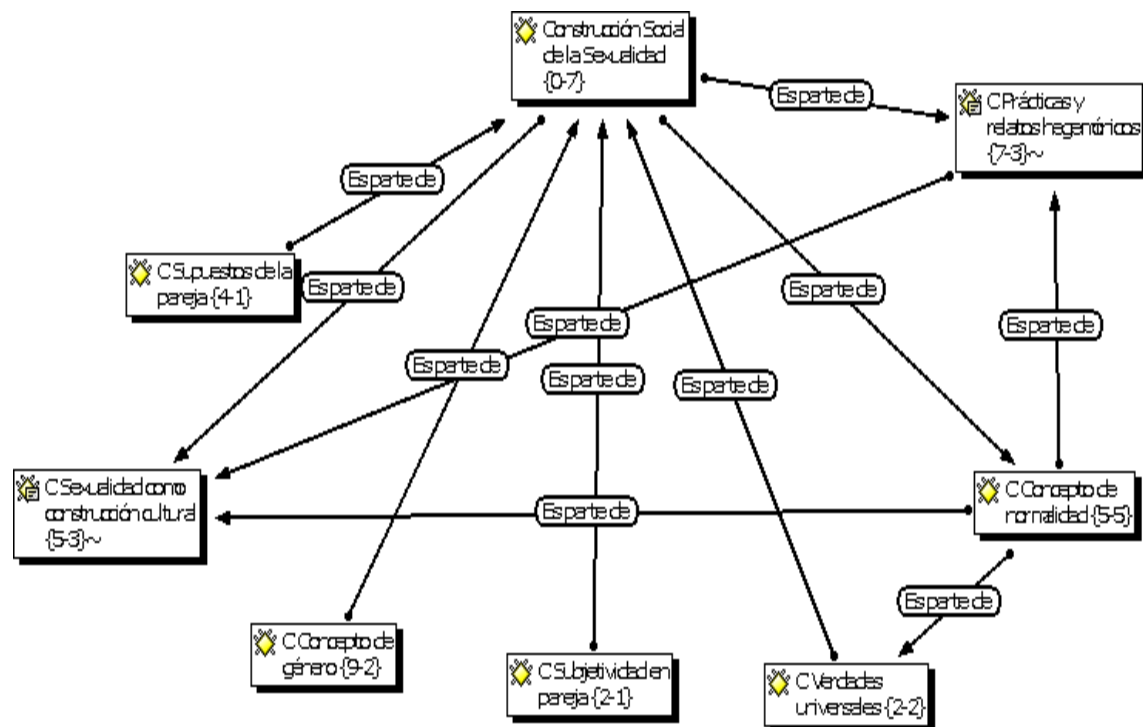 Construcción Social
de la Sexualidad
{0-7}
Es parte de
C Prácticas y
relatos hegemónicos
{7-3}~
Es parte de
C Supuestos de la
pareja {4-1}
Es parte de
Es parte de
Es parte de
Es parte de
Es parte de
Es parte de
Es parte de
C Sexualidad como
construcción cultural
{5-3}~
Es parte de
C Concepto de
normalidad {5-5}
Es parte de
C Concepto de
género {9-2}
C Subjetividad en
pareja {2-1}
C Verdades
universales {2-2}